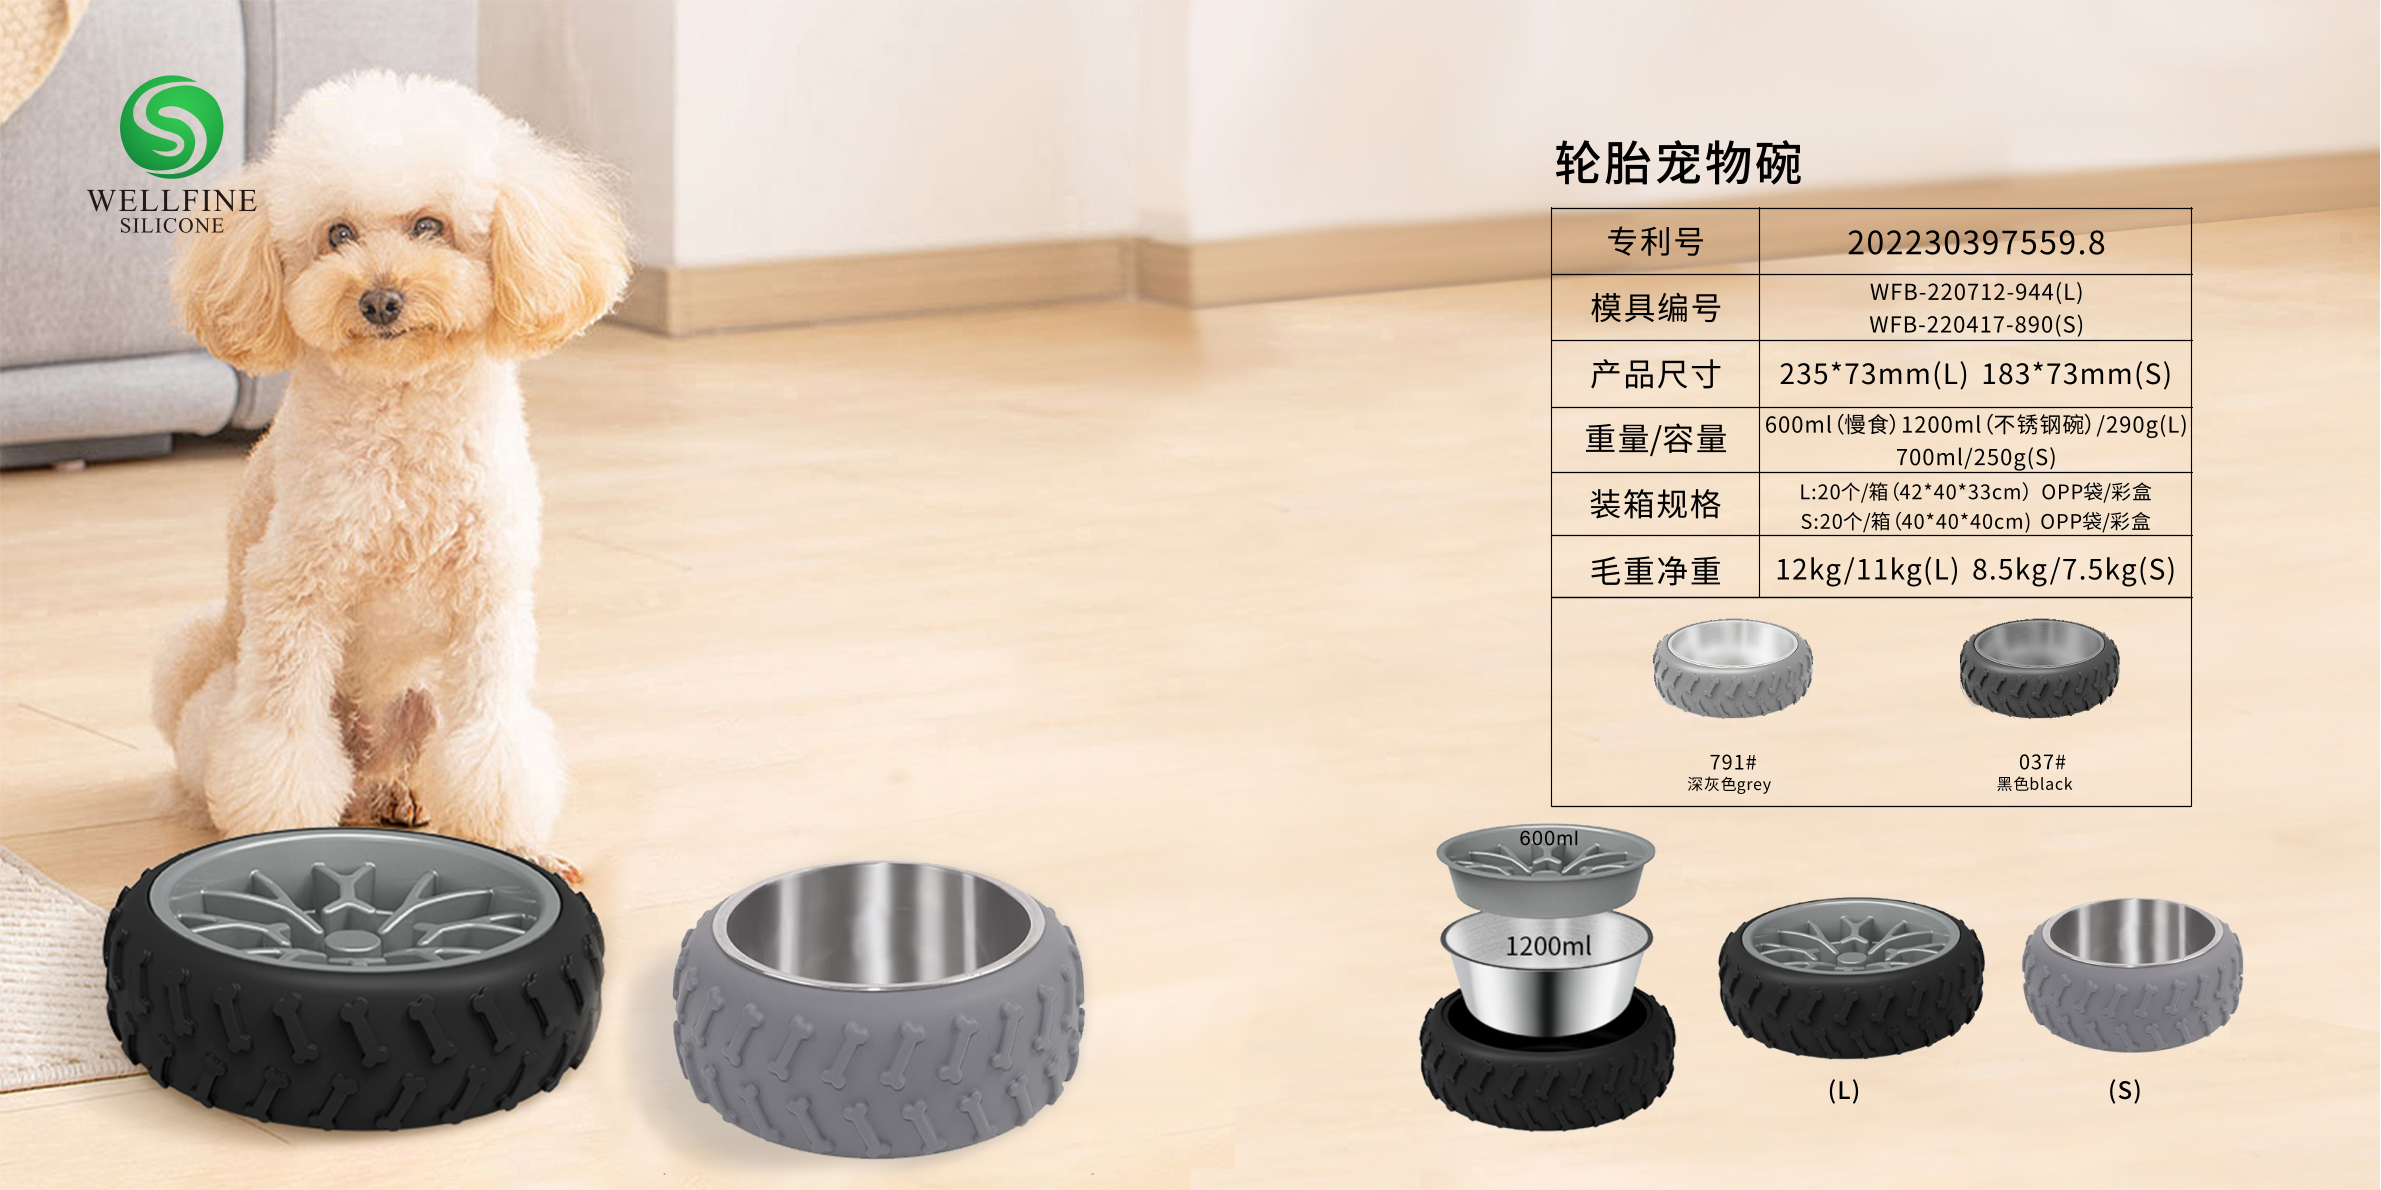 WELLFINE
SILICONE
轮胎宠物碗
专利号 202230397559.8
模具编号 WFB-220712-944(L)
WFB-220417-890(S)
产品尺寸 235*73mm(L) 183*73mm(S)
重量/容量 600ml(慢食)1200ml(不锈钢碗)/290g(L)
700ml/250g(S)
装箱规格 L:20个/箱(42*40*33cm) OPP袋/彩盒
S:20个/箱(40*40*40cm) OPP袋/彩盒
毛重净重 12kg/11kg(L) 8.5kg/7.5kg(S)
791#
深灰色grey
037#
黑色black
600ml
1200ml
(L)
(S)